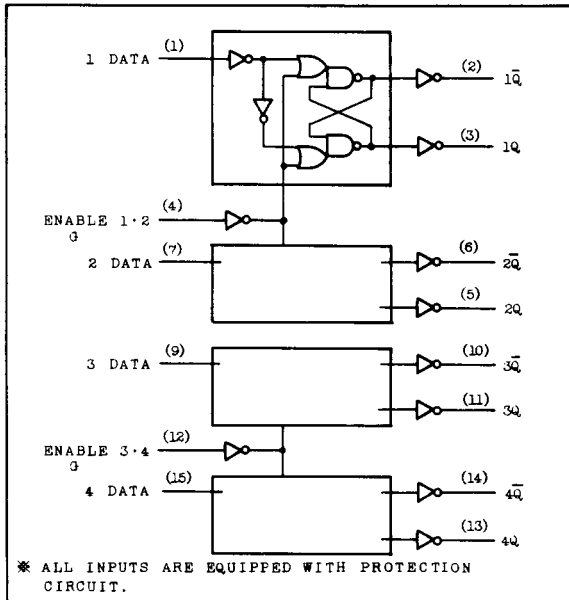 1 DATA (1) (2) 1Q̅
(3) 1Q
ENABLE 1·2 (4)
G
2 DATA (7) (6) 2Q̅
(5) 2Q
3 DATA (9) (10) 3Q̅
(11) 3Q
ENABLE 3·4 (12)
G
4 DATA (15) (14) 4Q̅
(13) 4Q
※ ALL INPUTS ARE EQUIPPED WITH PROTECTION
CIRCUIT.